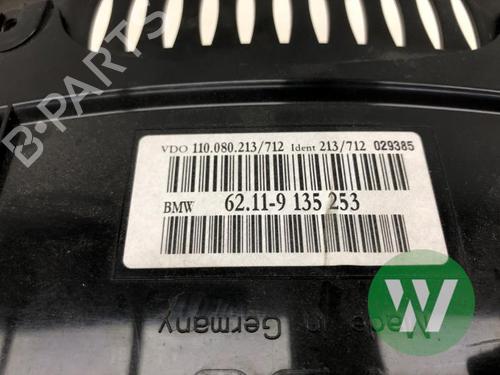 B-PARTS
VDO 110.080.213/712 Ident 213/712 029385
BMW 62.11-9 135 253
W
Made in Germany